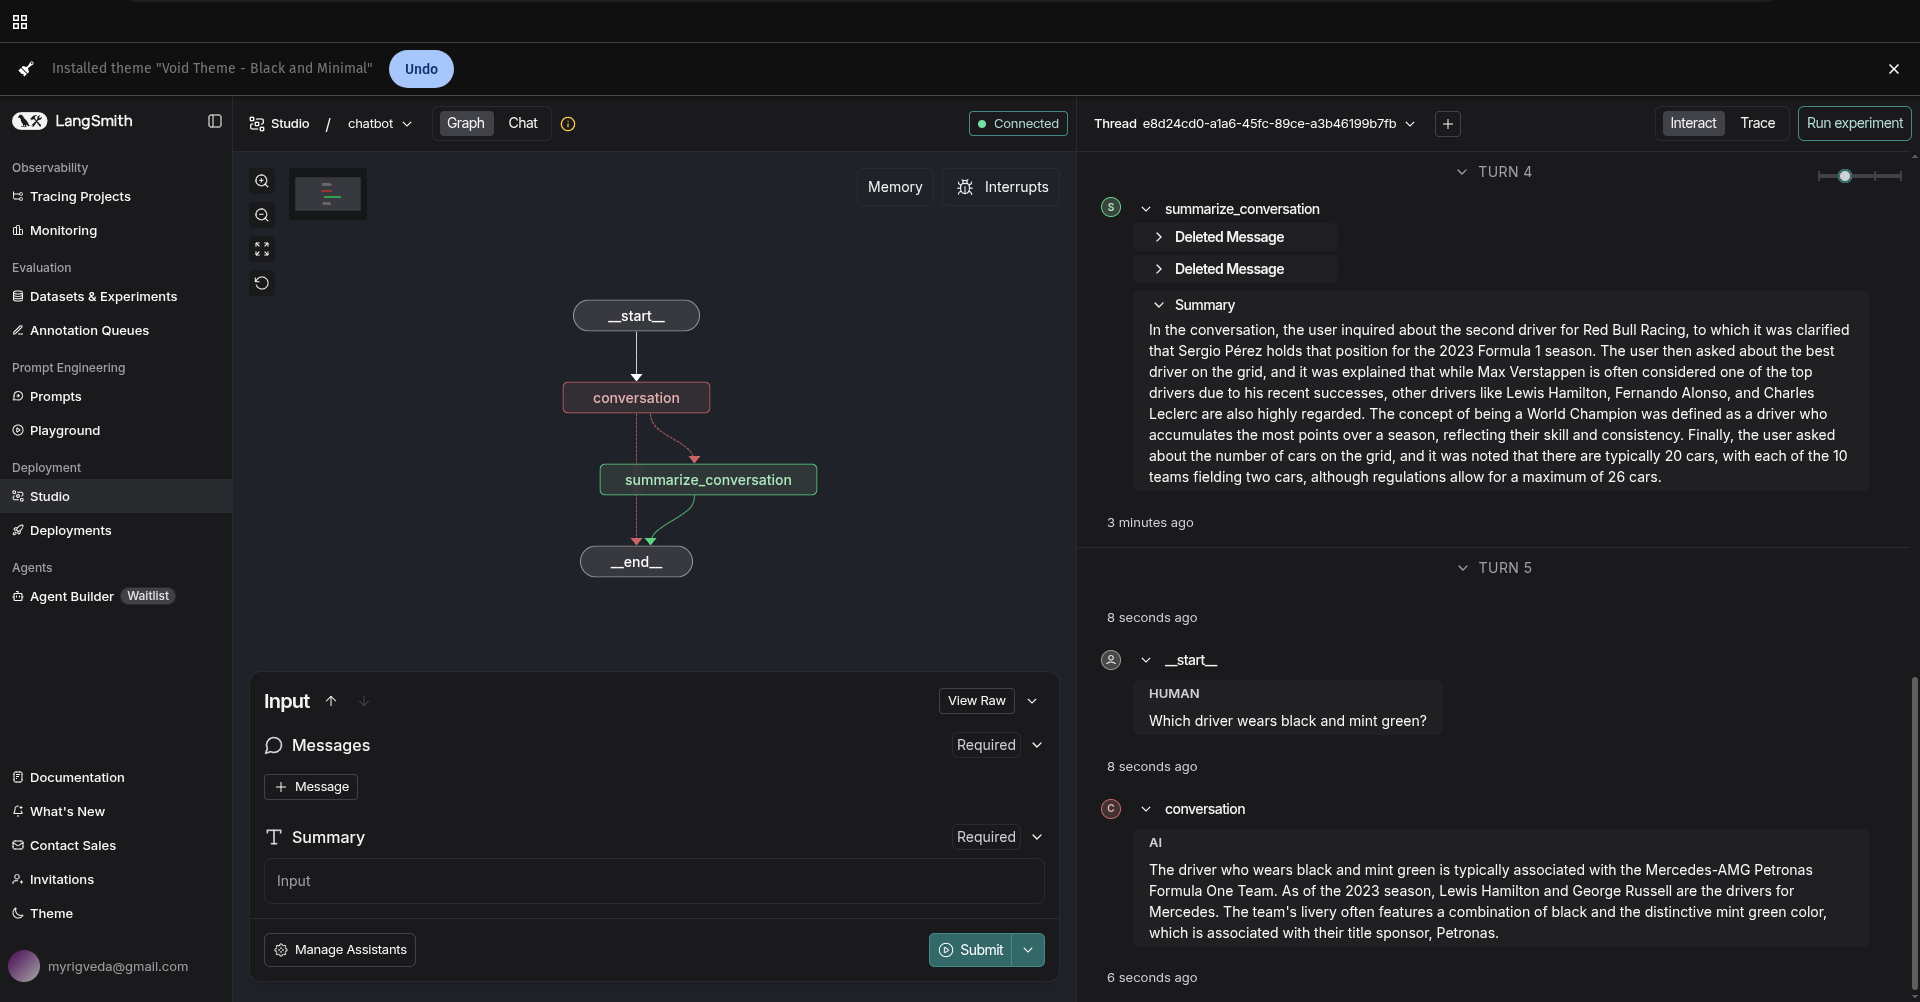 Installed theme "Void Theme - Black and Minimal"
Undo
LangSmith
Observability
Tracing Projects
Monitoring
Evaluation
Datasets & Experiments
Annotation Queues
Prompt Engineering
Prompts
Playground
Deployment
Studio
Deployments
Agents
Agent Builder Waitlist
Documentation
What's New
Contact Sales
Invitations
Theme
myrigveda@gmail.com
Studio / chatbot
Graph Chat
Connected
Memory
Interrupts
__start__
conversation
summarize_conversation
__end__
Input
View Raw
Messages
Required
+ Message
Summary
Required
Input
Manage Assistants
Submit
Thread e8d24cd0-a1a6-45fc-89ce-a3b46199b7fb
+
Interact Trace
Run experiment
TURN 4
S summarize_conversation
Deleted Message
Deleted Message
Summary
In the conversation, the user inquired about the second driver for Red Bull Racing, to which it was clarified
that Sergio Pérez holds that position for the 2023 Formula 1 season. The user then asked about the best
driver on the grid, and it was explained that while Max Verstappen is often considered one of the top
drivers due to his recent successes, other drivers like Lewis Hamilton, Fernando Alonso, and Charles
Leclerc are also highly regarded. The concept of being a World Champion was defined as a driver who
accumulates the most points over a season, reflecting their skill and consistency. Finally, the user asked
about the number of cars on the grid, and it was noted that there are typically 20 cars, with each of the 10
teams fielding two cars, although regulations allow for a maximum of 26 cars.
3 minutes ago
TURN 5
8 seconds ago
__start__
HUMAN
Which driver wears black and mint green?
8 seconds ago
C conversation
AI
The driver who wears black and mint green is typically associated with the Mercedes-AMG Petronas
Formula One Team. As of the 2023 season, Lewis Hamilton and George Russell are the drivers for
Mercedes. The team's livery often features a combination of black and the distinctive mint green color,
which is associated with their title sponsor, Petronas.
6 seconds ago